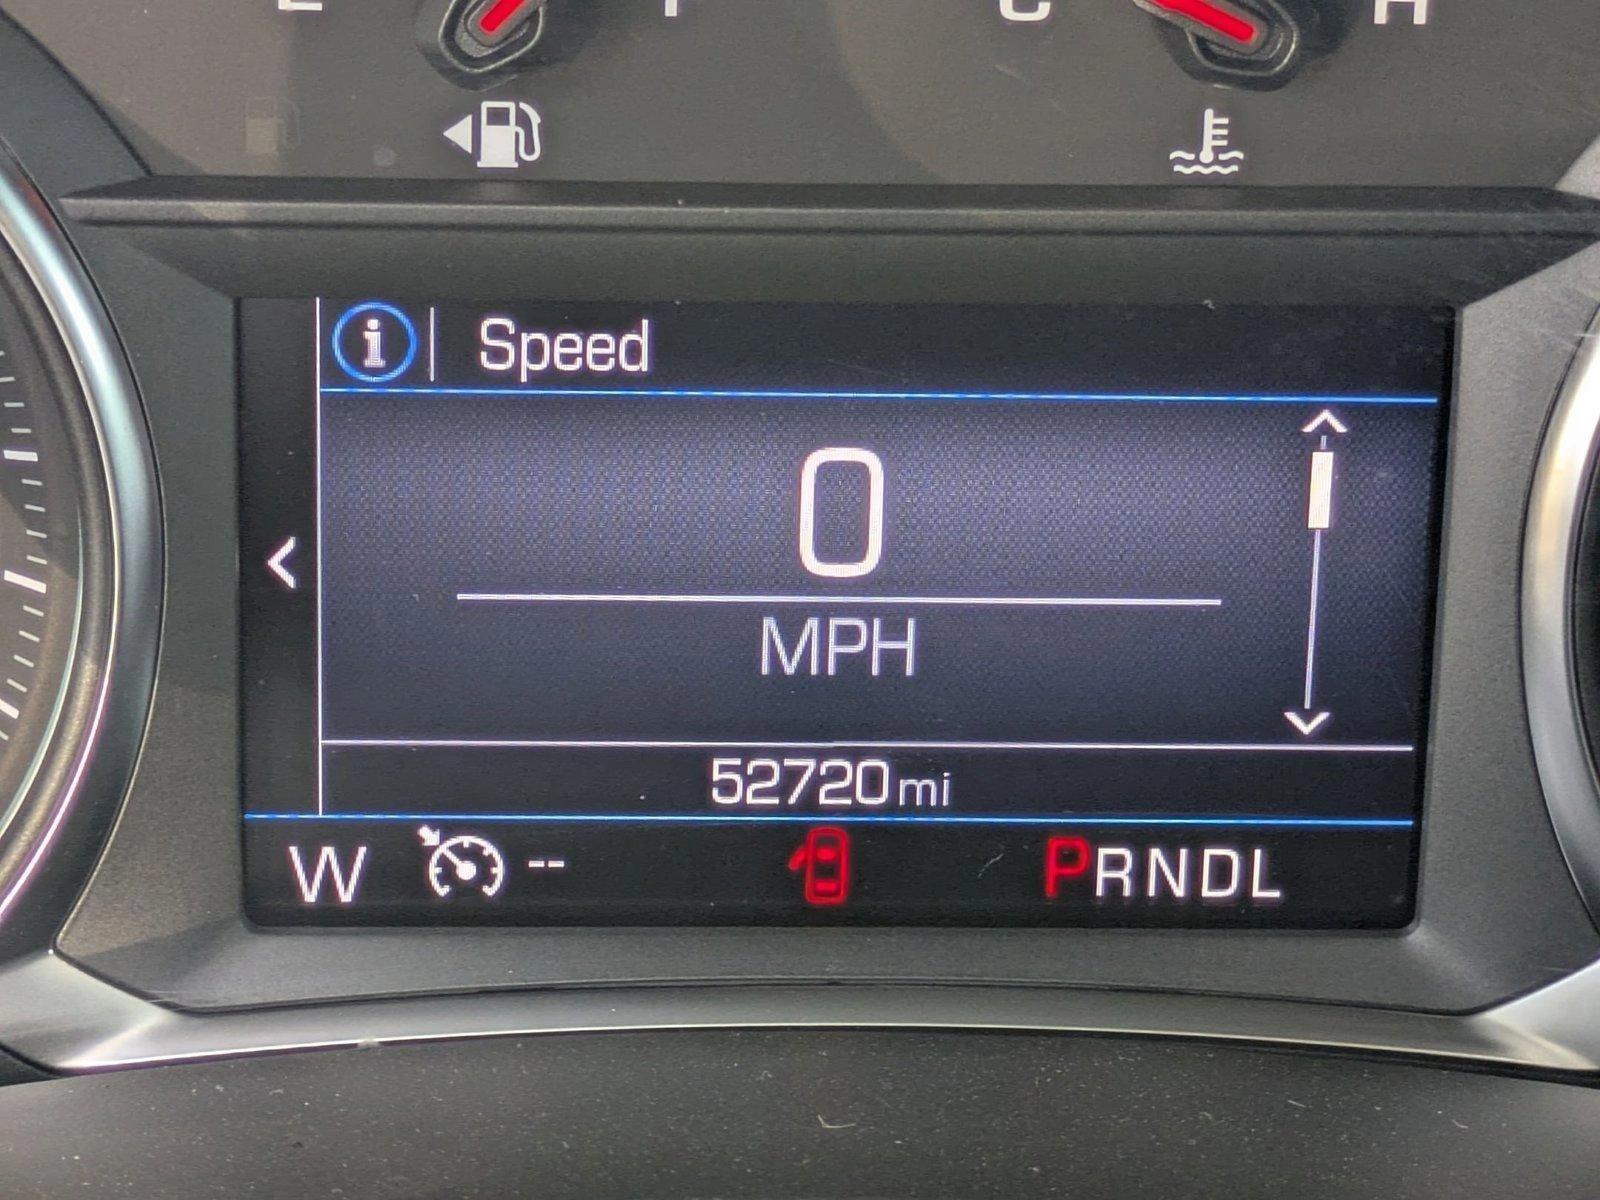 E F C H
Speed
0
MPH
52720 mi
W -- PRNDL